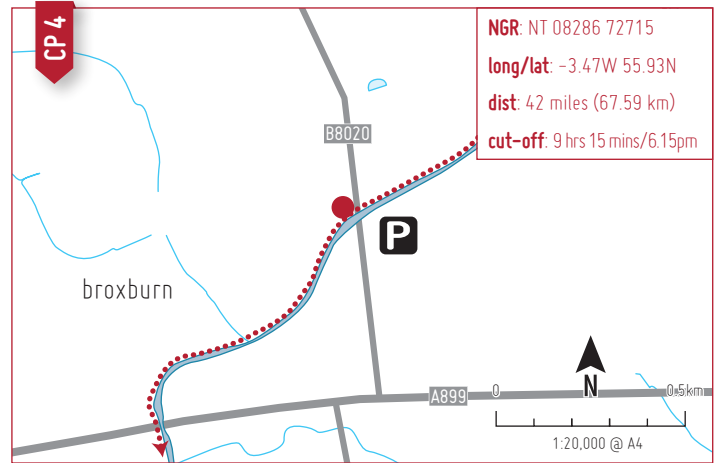 CP 4
NGR: NT 08286 72715
long/lat: -3.47W 55.93N
dist: 42 miles (67.59 km)
cut-off: 9 hrs 15 mins/6.15pm
B8020
P
broxburn
A899
N
0 0.5km
1:20,000 @ A4